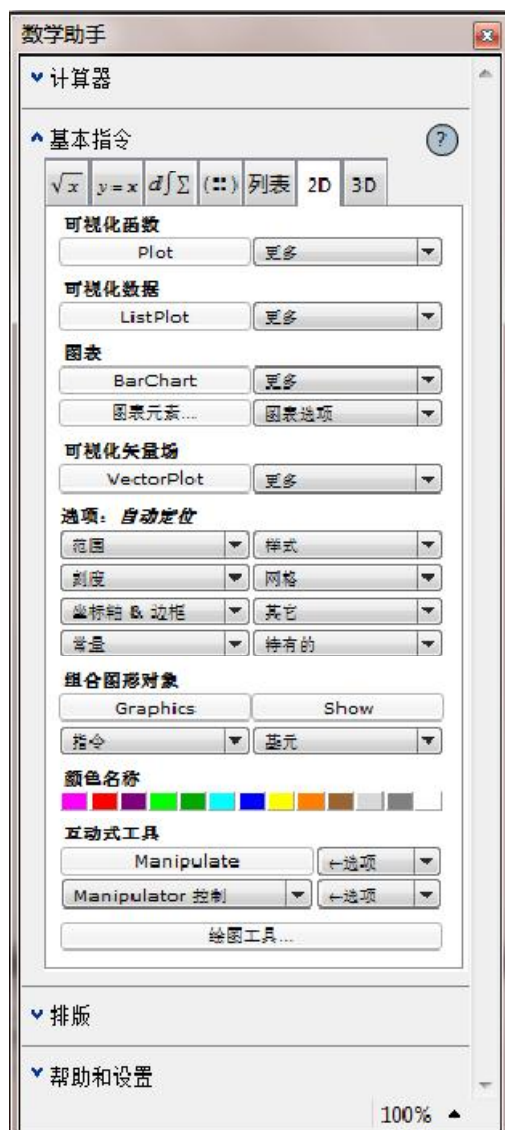 数学助手
计算器
基本指令 ?
√x y = x d∫Σ (::) 列表 2D 3D
可视化函数
Plot 更多
可视化数据
ListPlot 更多
图表
BarChart 更多
图表元素... 图表选项
可视化矢量场
VectorPlot 更多
选项: 自动定位
范围 样式
刻度 网格
坐标轴 & 边框 其它
常量 特有的
组合图形对象
Graphics Show
指令 基元
颜色名称
互动式工具
Manipulate ←选项
Manipulator 控制 ←选项
绘图工具...
排版
帮助和设置
100%